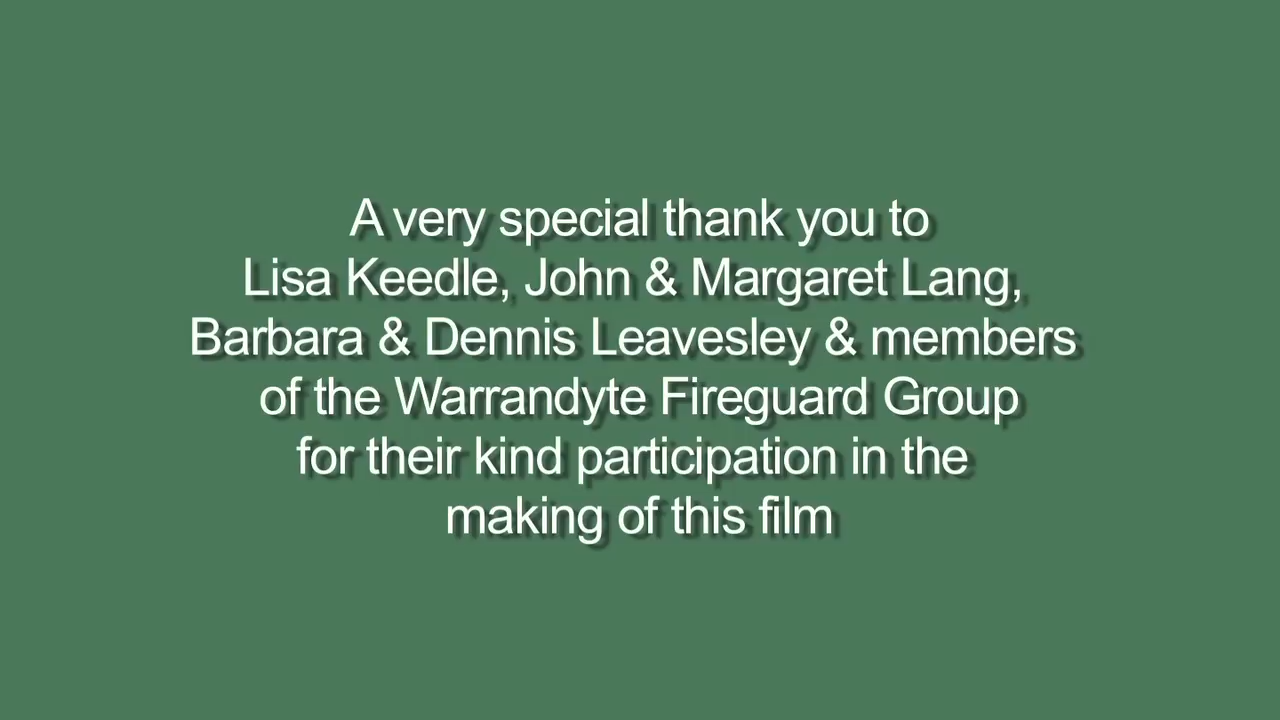 A very special thank you to
Lisa Keedle, John & Margaret Lang,
Barbara & Dennis Leavesley & members
of the Warrandyte Fireguard Group
for their kind participation in the
making of this film